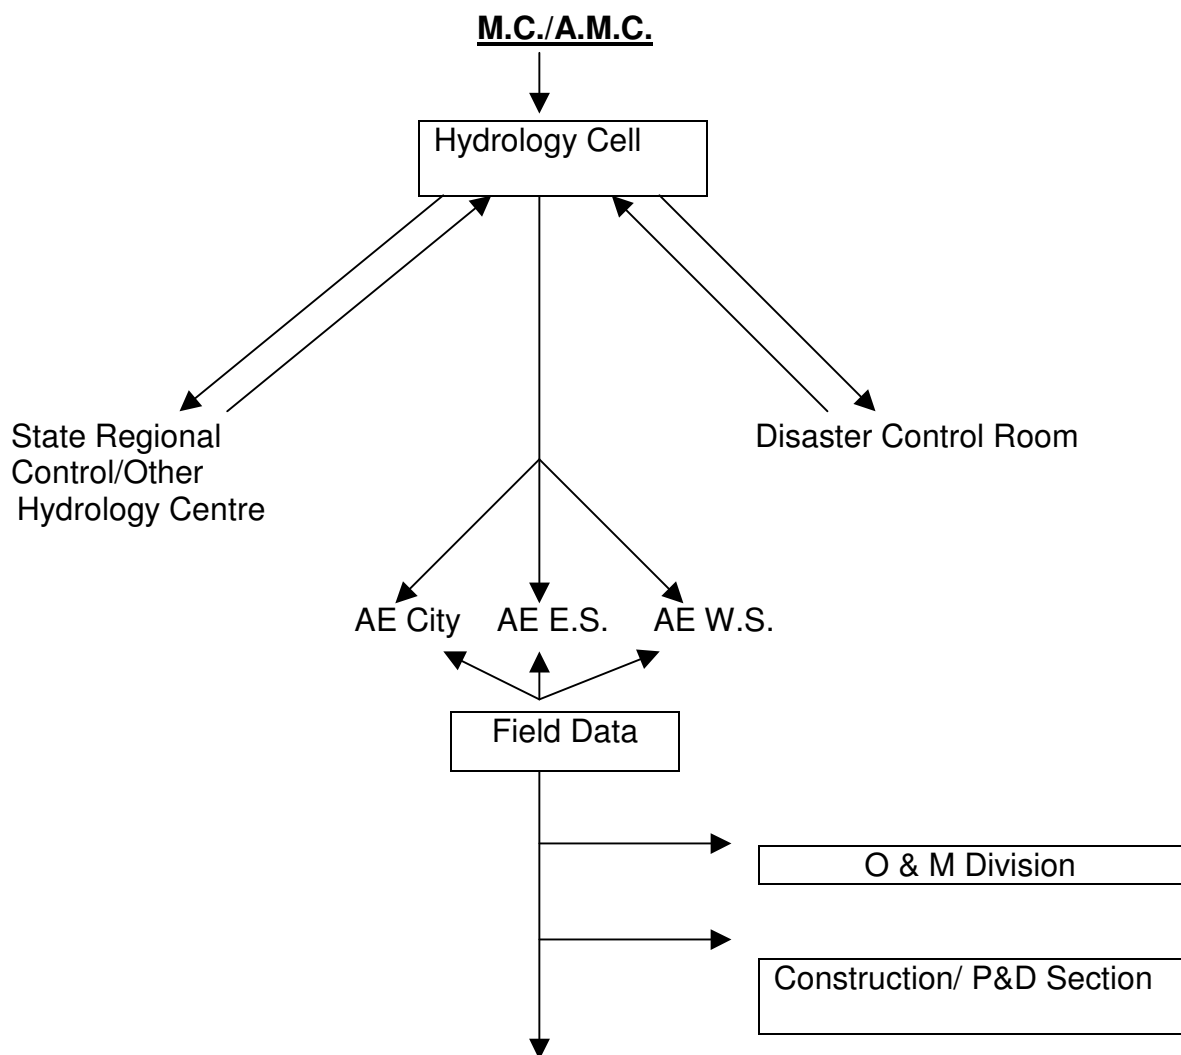 M.C./A.M.C.
Hydrology Cell
State Regional
Control/Other
Hydrology Centre
Disaster Control Room
AE City AE E.S. AE W.S.
Field Data
O & M Division
Construction/ P&D Section